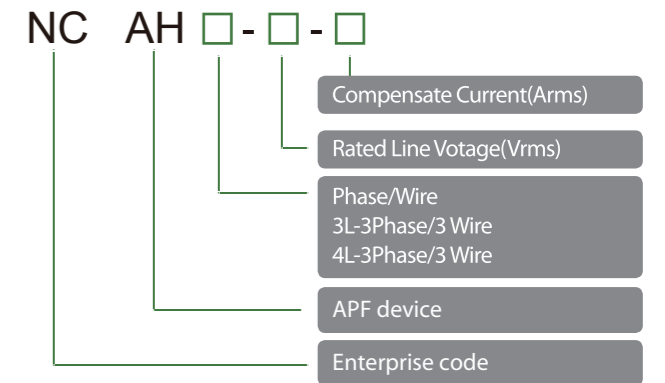 NC AH □ - □ - □
Compensate Current(Arms)
Rated Line Votage(Vrms)
Phase/Wire
3L-3Phase/3 Wire
4L-3Phase/3 Wire
APF device
Enterprise code